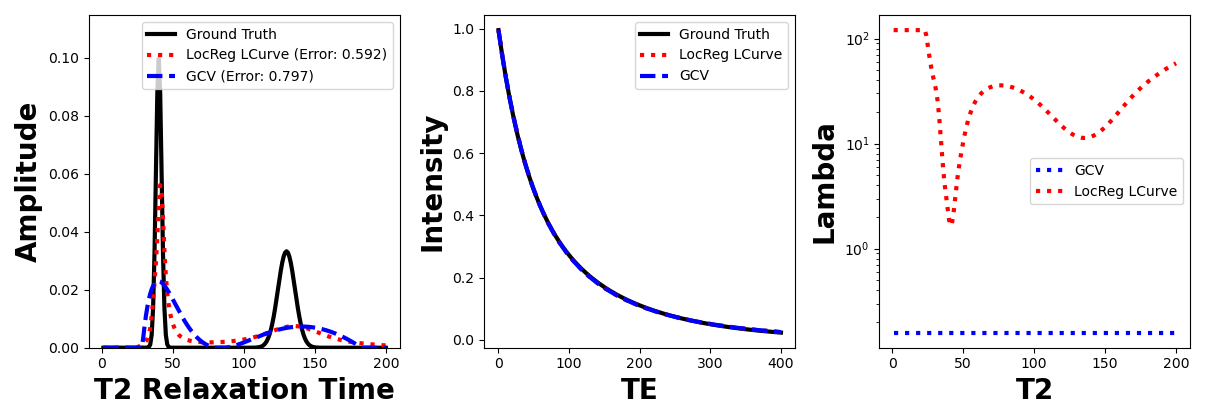 Amplitude
0.00
0.02
0.04
0.06
0.08
0.10
Ground Truth
LocReg LCurve (Error: 0.592)
GCV (Error: 0.797)
0
50
100
150
200
T2 Relaxation Time
Intensity
0.0
0.2
0.4
0.6
0.8
1.0
Ground Truth
LocReg LCurve
GCV
0
100
200
300
400
TE
Lambda
10⁰
10¹
10²
GCV
LocReg LCurve
0
50
100
150
200
T2